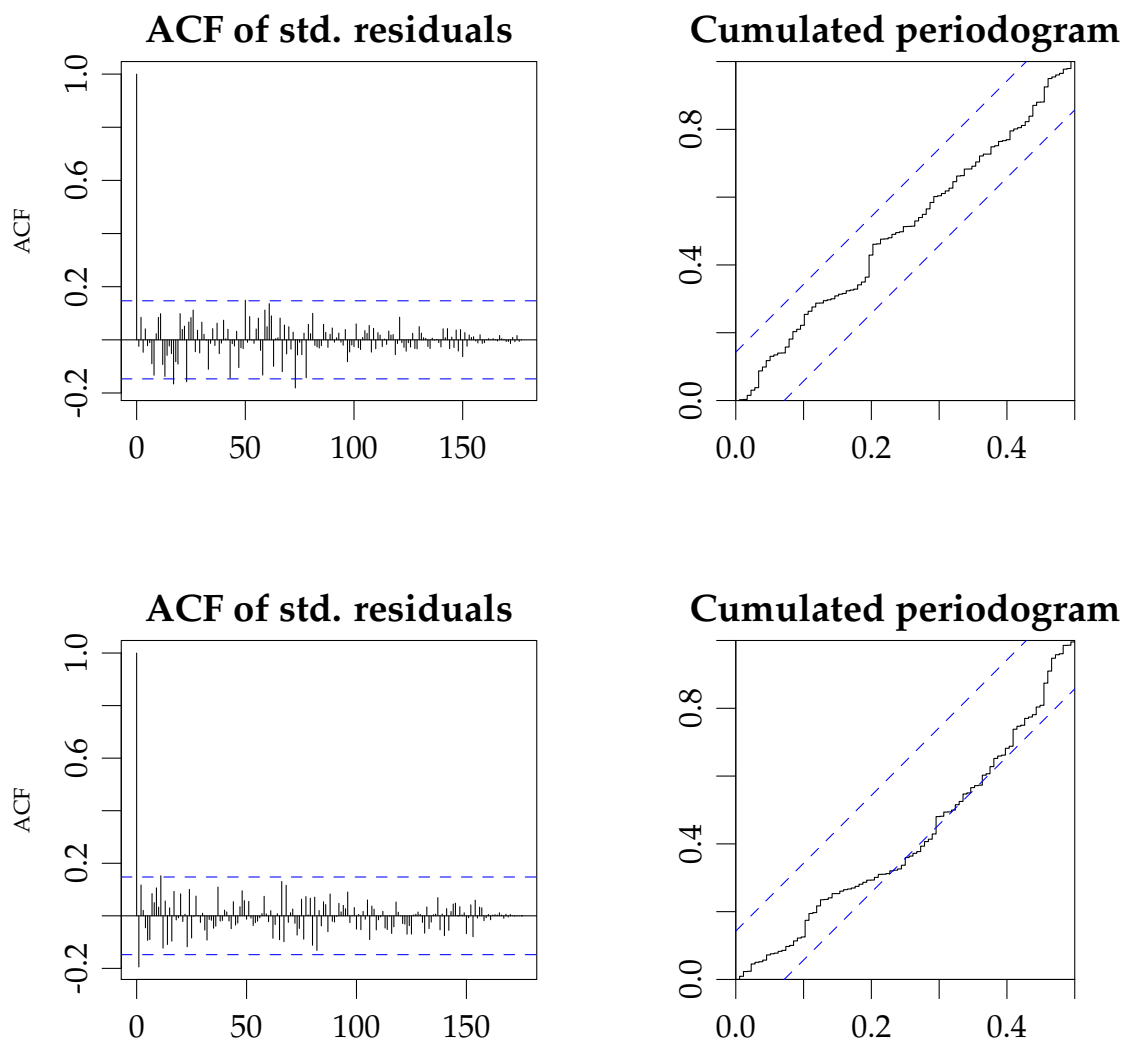 ACF of std. residuals
Cumulated periodogram
ACF
-0.2 0.2 0.6 1.0
0 50 100 150
0.0 0.4 0.8
0.0 0.2 0.4
ACF of std. residuals
Cumulated periodogram
ACF
-0.2 0.2 0.6 1.0
0 50 100 150
0.0 0.4 0.8
0.0 0.2 0.4